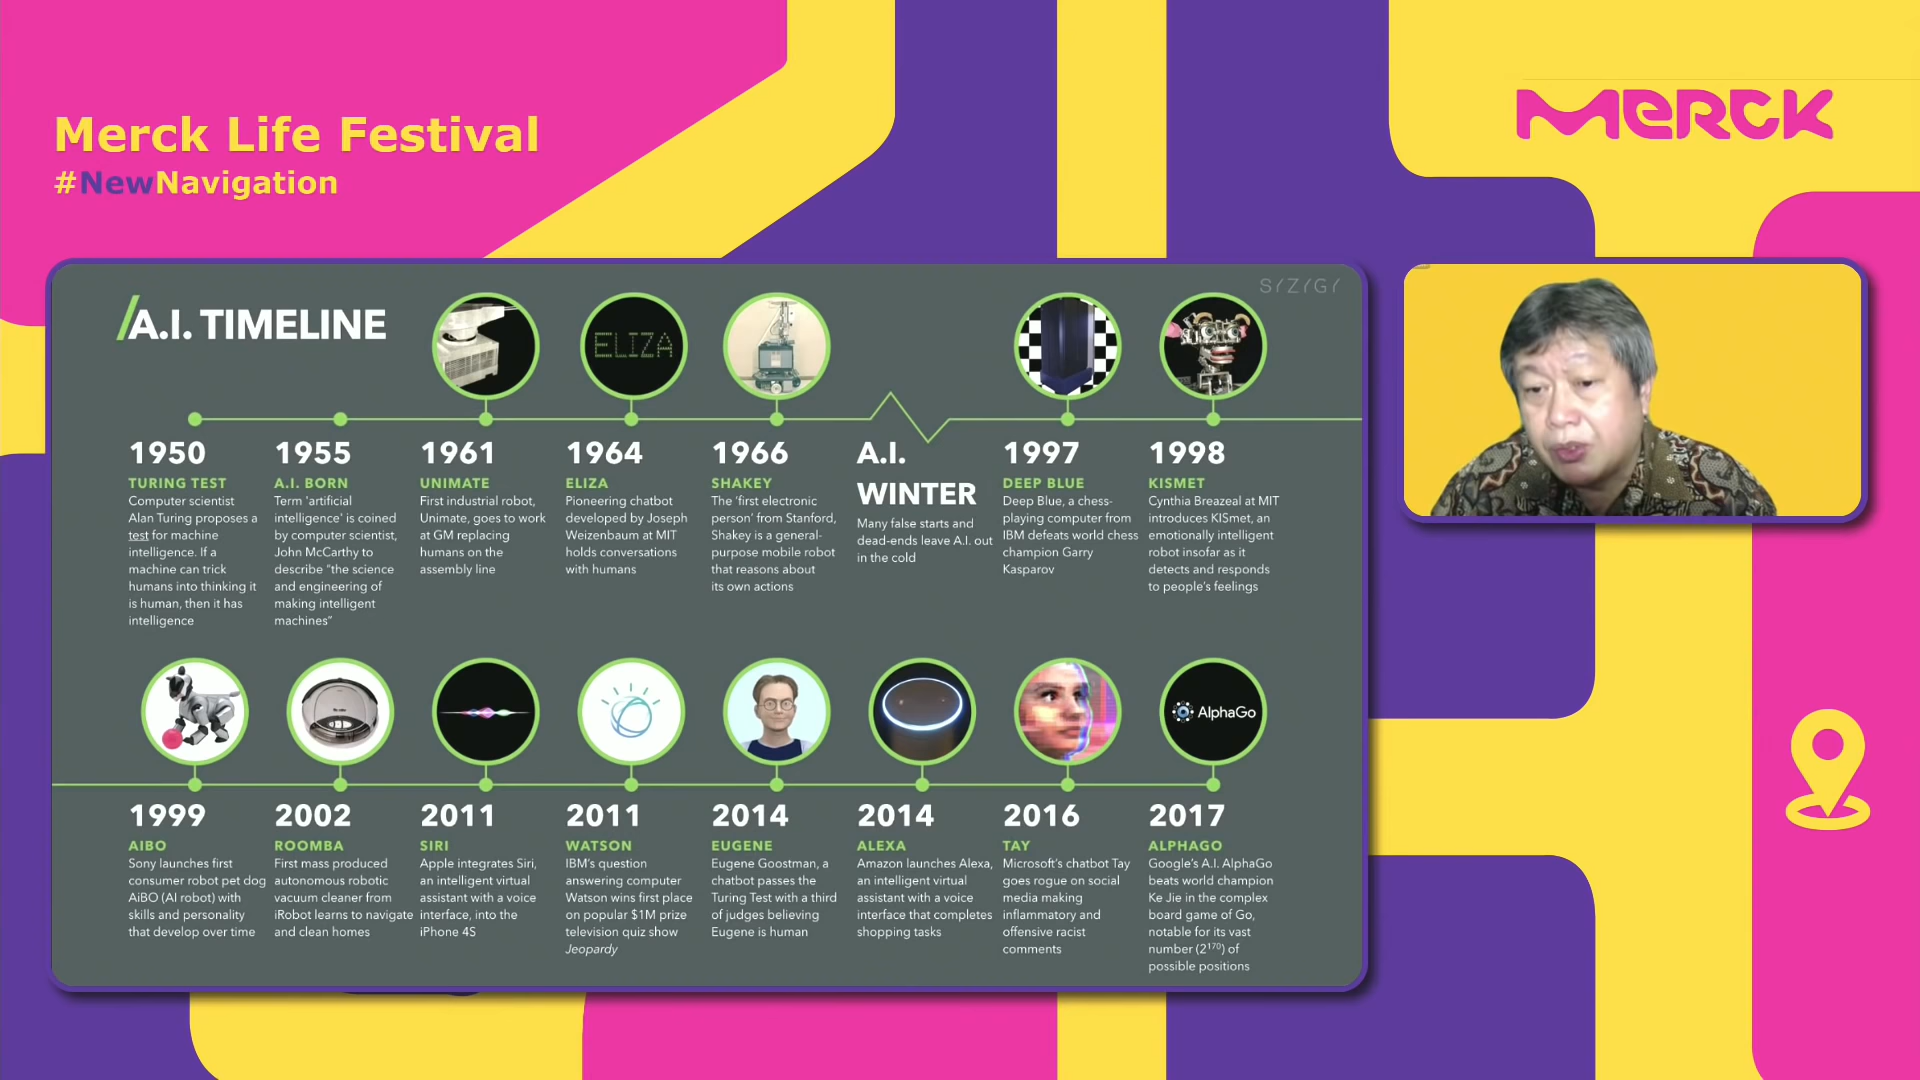 Merck Life Festival
#NewNavigation
MERCK
SYZYGY
/A.I. TIMELINE
ELIZA
1950
TURING TEST
Computer scientist
Alan Turing proposes a
test for machine
intelligence. If a
machine can trick
humans into thinking it
is human, then it has
intelligence
1955
A.I. BORN
Term 'artificial
intelligence' is coined
by computer scientist,
John McCarthy to
describe “the science
and engineering of
making intelligent
machines”
1961
UNIMATE
First industrial robot,
Unimate, goes to work
at GM replacing
humans on the
assembly line
1964
ELIZA
Pioneering chatbot
developed by Joseph
Weizenbaum at MIT
holds conversations
with humans
1966
SHAKEY
The 'first electronic
person' from Stanford,
Shakey is a general-
purpose mobile robot
that reasons about
its own actions
A.I.
WINTER
Many false starts and
dead-ends leave A.I. out
in the cold
1997
DEEP BLUE
Deep Blue, a chess-
playing computer from
IBM defeats world chess
champion Garry
Kasparov
1998
KISMET
Cynthia Breazeal at MIT
introduces KISmet, an
emotionally intelligent
robot insofar as it
detects and responds
to people's feelings
AlphaGo
1999
AIBO
Sony launches first
consumer robot pet dog
AiBO (AI robot) with
skills and personality
that develop over time
2002
ROOMBA
First mass produced
autonomous robotic
vacuum cleaner from
iRobot learns to navigate
and clean homes
2011
SIRI
Apple integrates Siri,
an intelligent virtual
assistant with a voice
interface, into the
iPhone 4S
2011
WATSON
IBM's question
answering computer
Watson wins first place
on popular $1M prize
television quiz show
Jeopardy
2014
EUGENE
Eugene Goostman, a
chatbot passes the
Turing Test with a third
of judges believing
Eugene is human
2014
ALEXA
Amazon launches Alexa,
an intelligent virtual
assistant with a voice
interface that completes
shopping tasks
2016
TAY
Microsoft's chatbot Tay
goes rogue on social
media making
inflammatory and
offensive racist
comments
2017
ALPHAGO
Google's A.I. AlphaGo
beats world champion
Ke Jie in the complex
board game of Go,
notable for its vast
number (2¹⁷⁰) of
possible positions